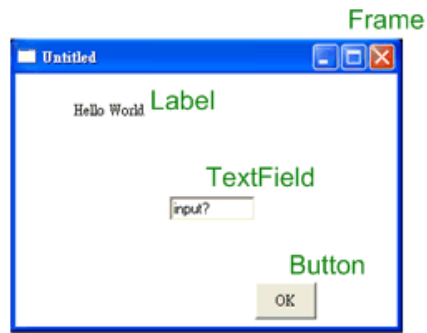 Frame
Untitled
Hello World Label
TextField
input?
Button
OK